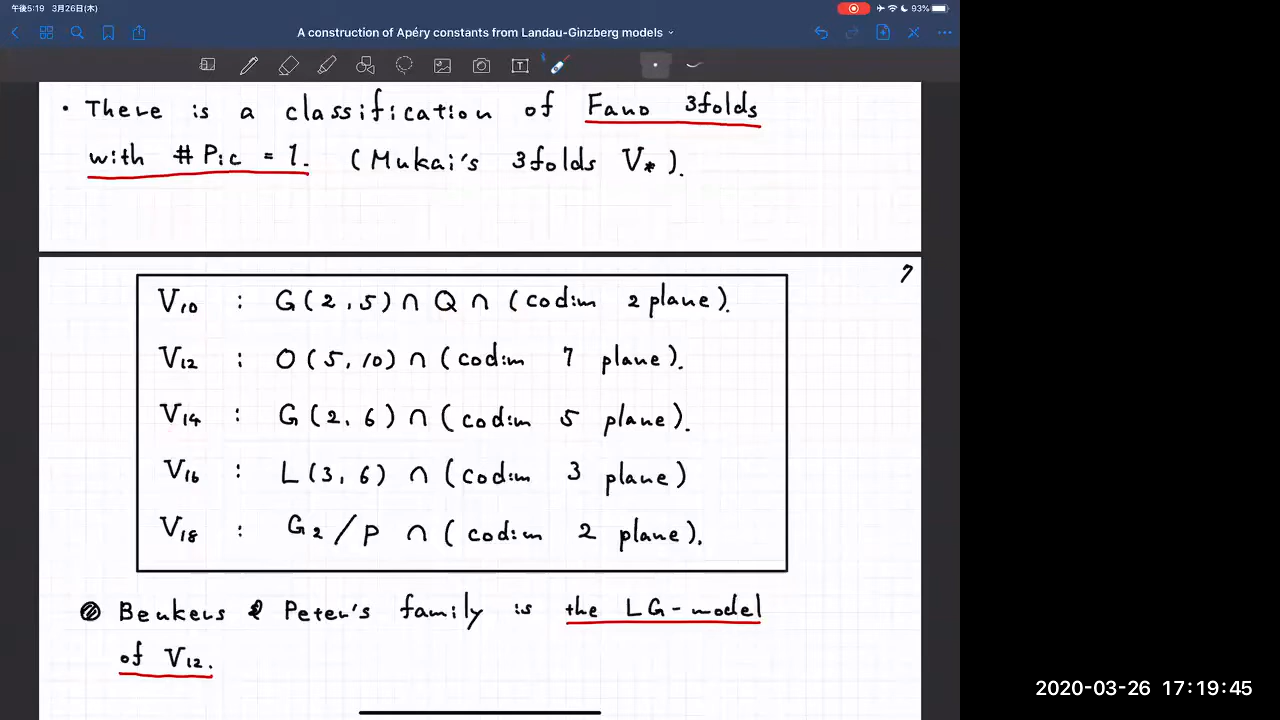 午後5:19 3月26日(木)
93%
A construction of Apéry constants from Landau-Ginzberg models
• There is a classification of Fano 3folds
with #Pic = 1. (Mukai's 3folds V*).
7
V10 : G(2,5) ∩ Q ∩ (codim 2 plane).
V12 : O(5,10) ∩ (codim 7 plane).
V14 : G(2,6) ∩ (codim 5 plane).
V16 : L(3,6) ∩ (codim 3 plane)
V18 : G2/P ∩ (codim 2 plane).
Beukers & Peter's family is the LG-model
of V12.
2020-03-26 17:19:45